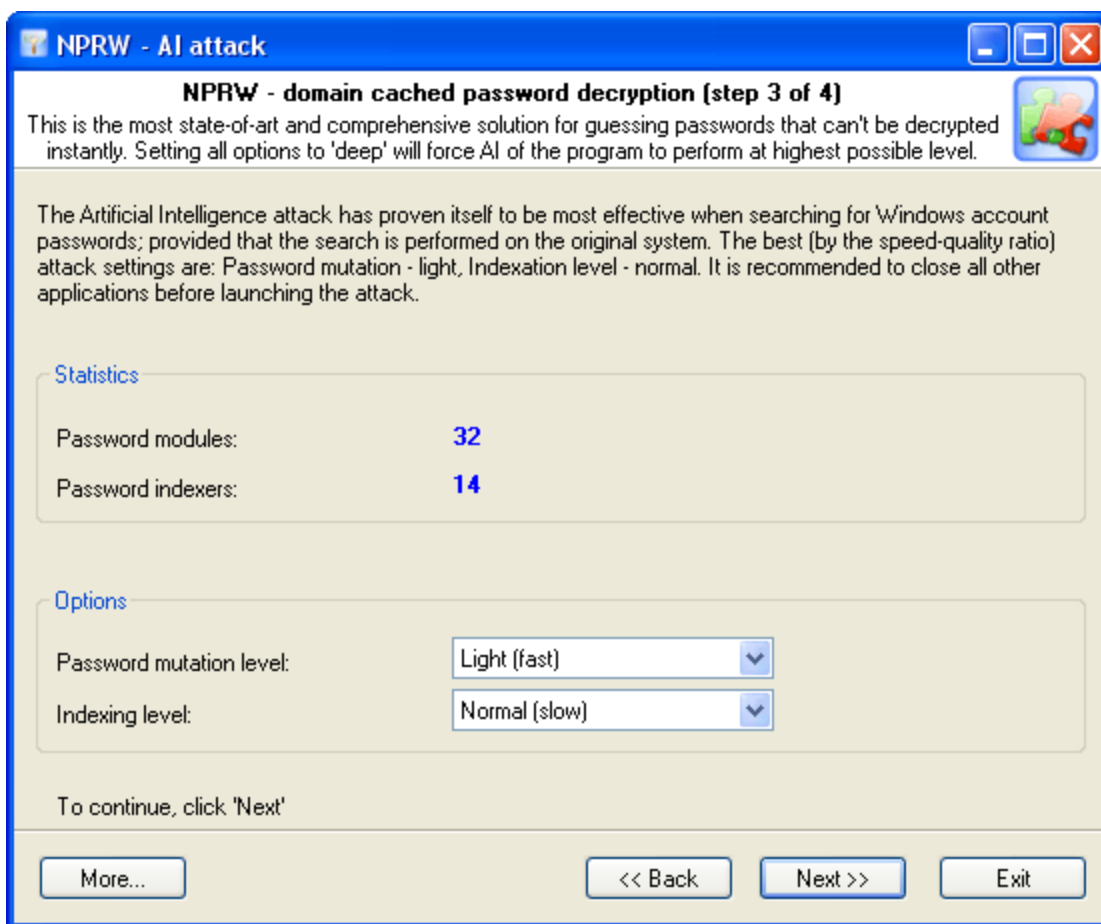 NPRW - AI attack
NPRW - domain cached password decryption (step 3 of 4)
This is the most state-of-art and comprehensive solution for guessing passwords that can't be decrypted
instantly. Setting all options to 'deep' will force AI of the program to perform at highest possible level.
The Artificial Intelligence attack has proven itself to be most effective when searching for Windows account
passwords; provided that the search is performed on the original system. The best (by the speed-quality ratio)
attack settings are: Password mutation - light, Indexation level - normal. It is recommended to close all other
applications before launching the attack.
Statistics
Password modules: 32
Password indexers: 14
Options
Password mutation level: Light (fast)
Indexing level: Normal (slow)
To continue, click 'Next'
More... << Back Next >> Exit